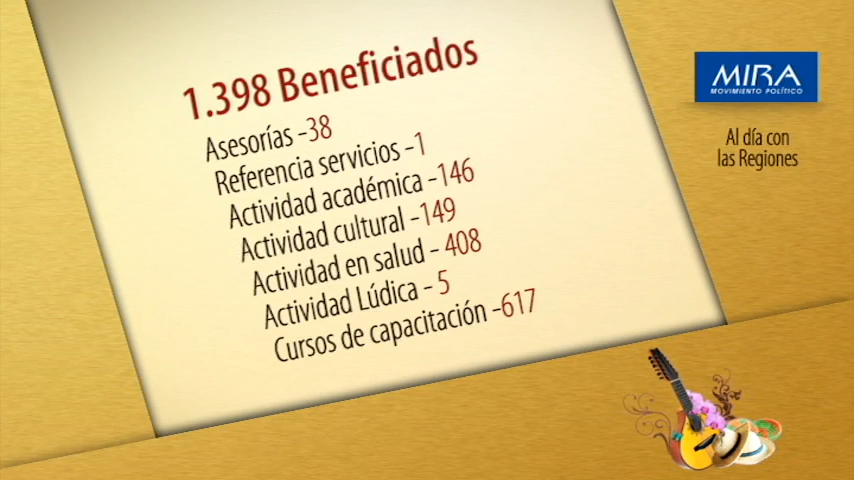 1.398 Beneficiados
Asesorías -38
Referencia servicios -1
Actividad académica -146
Actividad cultural -149
Actividad en salud - 408
Actividad Lúdica - 5
Cursos de capacitación -617
MIRA
MOVIMIENTO POLÍTICO
Al día con
las Regiones